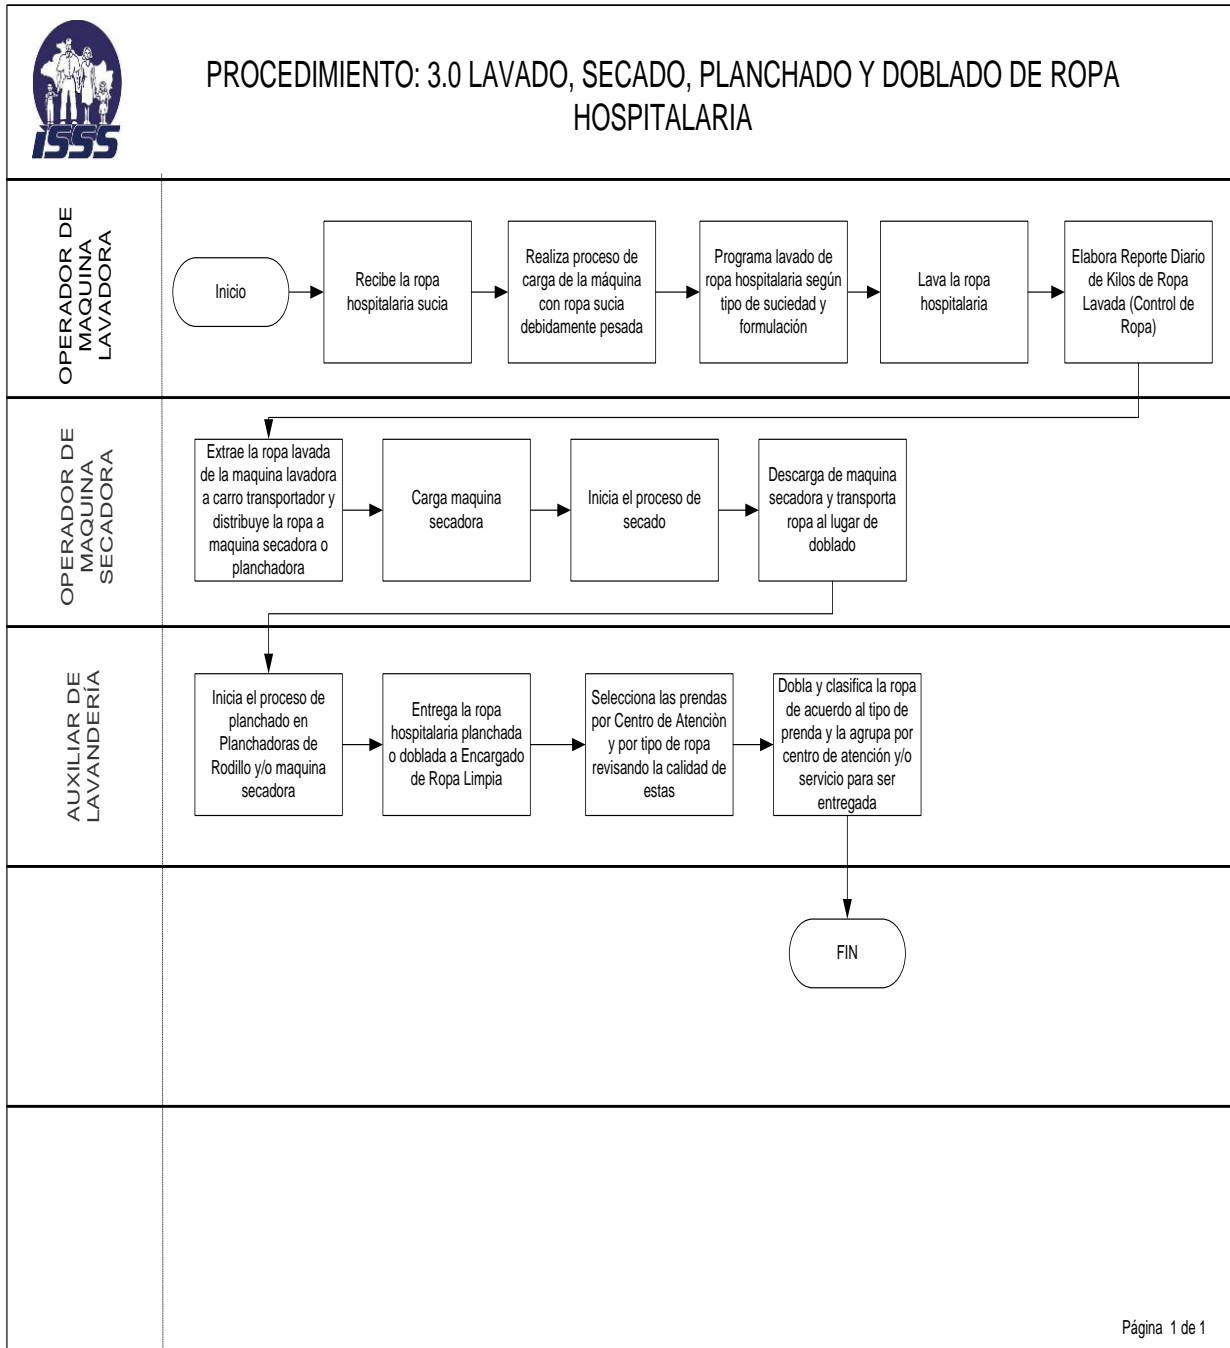 ISSS
PROCEDIMIENTO: 3.0 LAVADO, SECADO, PLANCHADO Y DOBLADO DE ROPA
HOSPITALARIA
OPERADOR DE
MAQUINA
LAVADORA
Inicio
Recibe la ropa
hospitalaria sucia
Realiza proceso de
carga de la máquina
con ropa sucia
debidamente pesada
Programa lavado de
ropa hospitalaria según
tipo de suciedad y
formulación
Lava la ropa
hospitalaria
Elabora Reporte Diario
de Kilos de Ropa
Lavada (Control de
Ropa)
OPERADOR DE
MAQUINA
SECADORA
Extrae la ropa lavada
de la maquina lavadora
a carro transportador y
distribuye la ropa a
maquina secadora o
planchadora
Carga maquina
secadora
Inicia el proceso de
secado
Descarga de maquina
secadora y transporta
ropa al lugar de
doblado
AUXILIAR DE
LAVANDERÍA
Inicia el proceso de
planchado en
Planchadoras de
Rodillo y/o maquina
secadora
Entrega la ropa
hospitalaria planchada
o doblada a Encargado
de Ropa Limpia
Selecciona las prendas
por Centro de Atenciòn
y por tipo de ropa
revisando la calidad de
estas
Dobla y clasifica la ropa
de acuerdo al tipo de
prenda y la agrupa por
centro de atención y/o
servicio para ser
entregada
FIN
Página 1 de 1